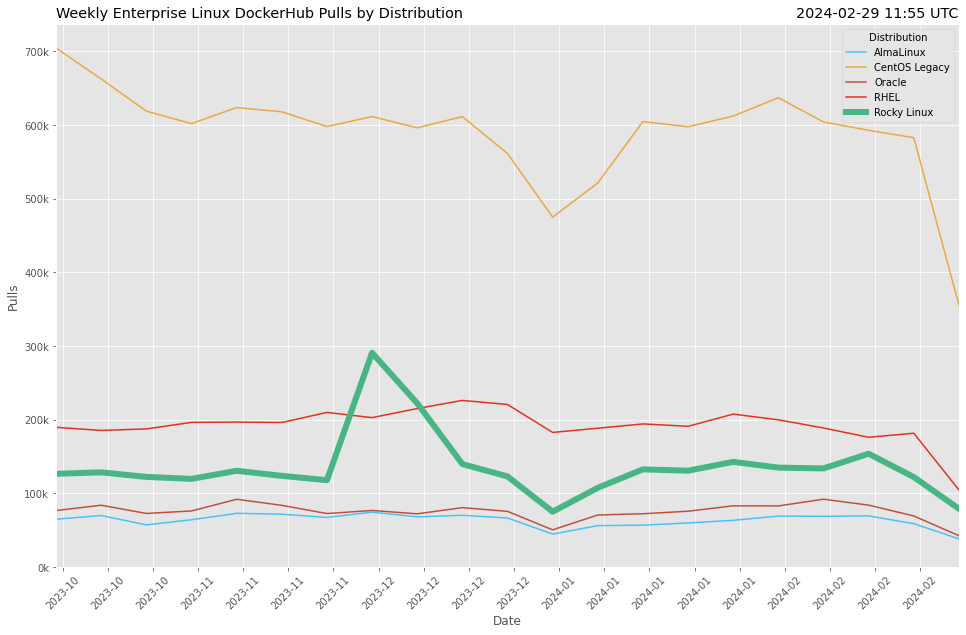 Weekly Enterprise Linux DockerHub Pulls by Distribution
2024-02-29 11:55 UTC
Distribution
AlmaLinux
CentOS Legacy
Oracle
RHEL
Rocky Linux
700k
600k
500k
400k
300k
200k
100k
0k
Pulls
2023-10
2023-10
2023-10
2023-11
2023-11
2023-11
2023-11
2023-12
2023-12
2023-12
2023-12
2024-01
2024-01
2024-01
2024-01
2024-01
2024-02
2024-02
2024-02
2024-02
Date